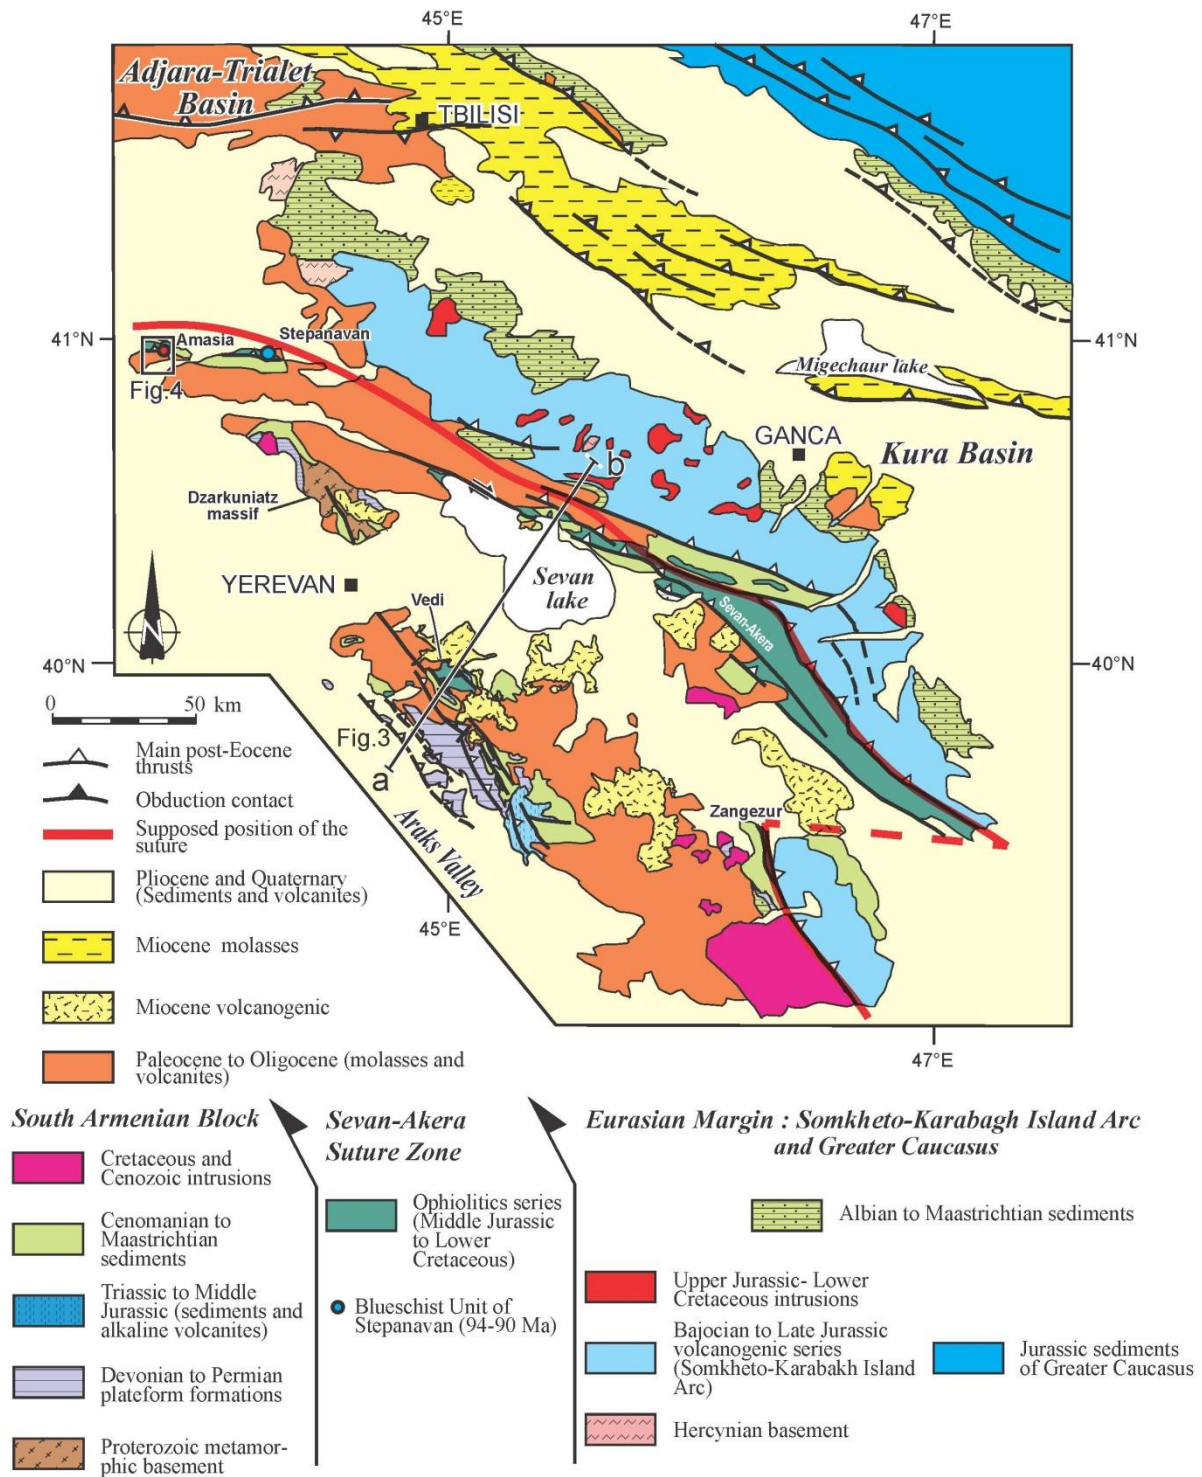 45°E
47°E
Adjara-Trialet
Basin
TBILISI
41°N
Amasia
Stepanavan
Fig.4
41°N
Migechaur lake
GANCA
Kura Basin
b
Dzarkuniatz
massif
YEREVAN
Sevan
lake
Vedi
Sevan-Akera
N
40°N
40°N
0 50 km
Fig.3
a
Zangezur
Araks Valley
45°E
47°E
Main post-Eocene
thrusts
Obduction contact
Supposed position of the
suture
Pliocene and Quaternary
(Sediments and volcanites)
Miocene molasses
Miocene volcanogenic
Paleocene to Oligocene (molasses and
volcanites)
South Armenian Block
Cretaceous and
Cenozoic intrusions
Cenomanian to
Maastrichtian
sediments
Triassic to Middle
Jurassic (sediments and
alkaline volcanites)
Devonian to Permian
plateform formations
Proterozoic metamor-
phic basement
Sevan-Akera
Suture Zone
Ophiolitics series
(Middle Jurassic
to Lower
Cretaceous)
Blueschist Unit of
Stepanavan (94-90 Ma)
Eurasian Margin : Somkheto-Karabagh Island Arc
and Greater Caucasus
Albian to Maastrichtian sediments
Upper Jurassic- Lower
Cretaceous intrusions
Bajocian to Late Jurassic
volcanogenic series
(Somkheto-Karabakh Island
Arc)
Jurassic sediments
of Greater Caucasus
Hercynian basement